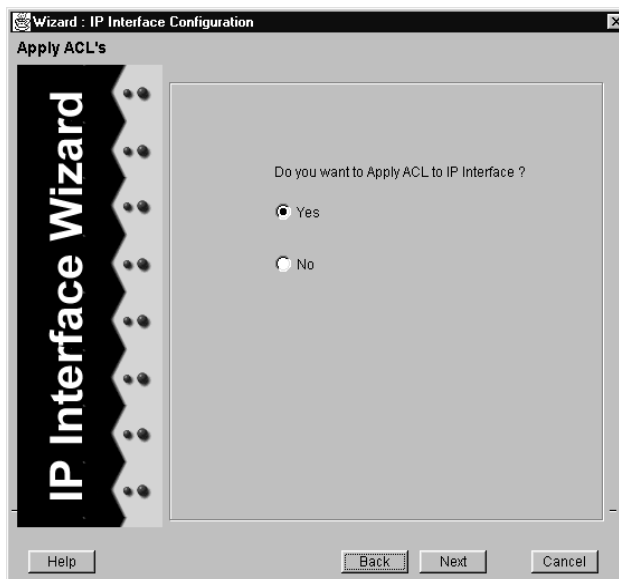 Wizard : IP Interface Configuration
Apply ACL's
IP Interface Wizard
Do you want to Apply ACL to IP Interface ?
Yes
No
Help
Back
Next
Cancel